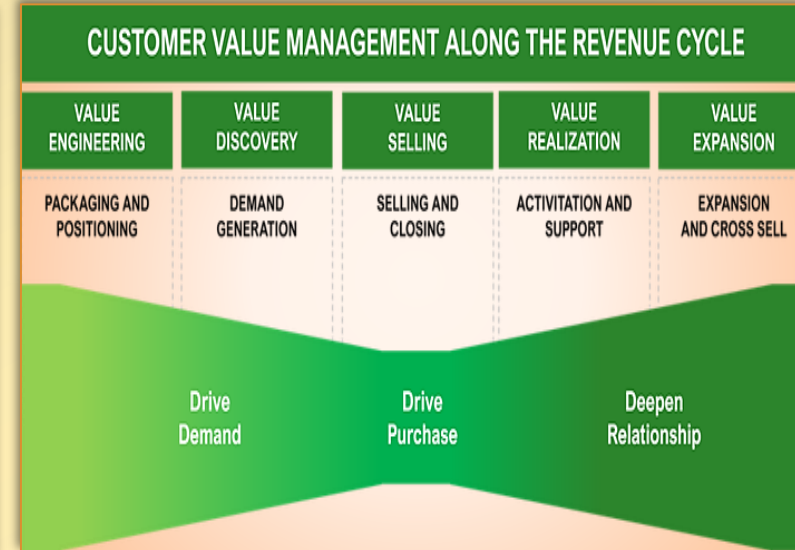 CUSTOMER VALUE MANAGEMENT ALONG THE REVENUE CYCLE
VALUE
ENGINEERING
VALUE
DISCOVERY
VALUE
SELLING
VALUE
REALIZATION
VALUE
EXPANSION
PACKAGING AND
POSITIONING
DEMAND
GENERATION
SELLING AND
CLOSING
ACTIVITATION AND
SUPPORT
EXPANSION
AND CROSS SELL
Drive
Demand
Drive
Purchase
Deepen
Relationship